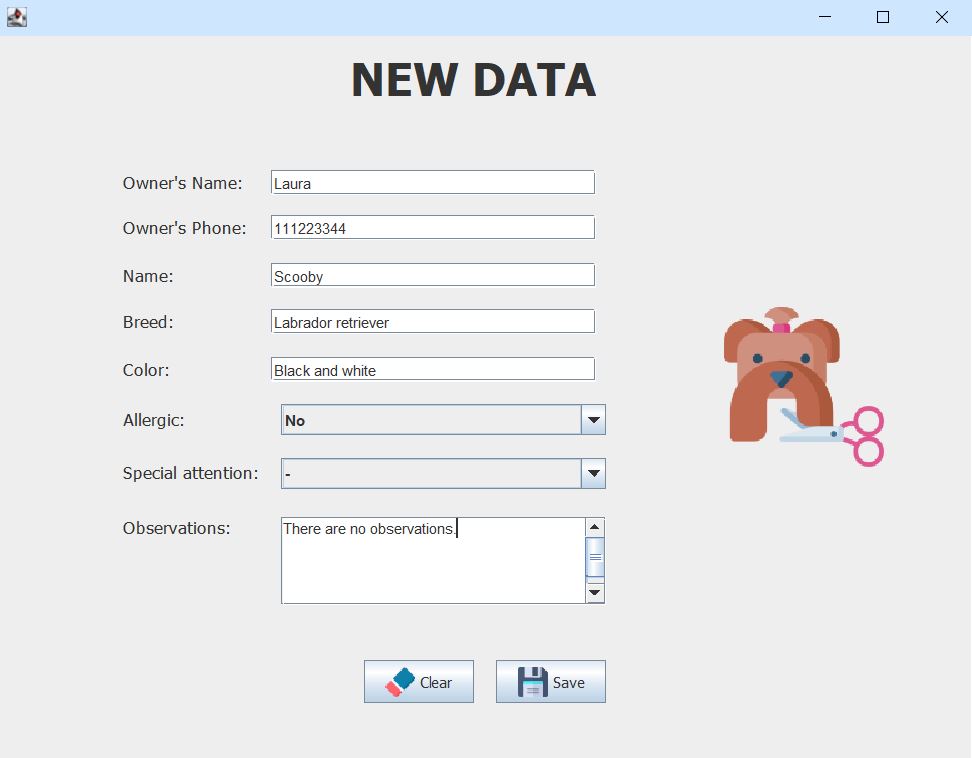 NEW DATA
Owner's Name: Laura
Owner's Phone: 111223344
Name: Scooby
Breed: Labrador retriever
Color: Black and white
Allergic: No
Special attention: -
Observations: There are no observations.
Clear Save